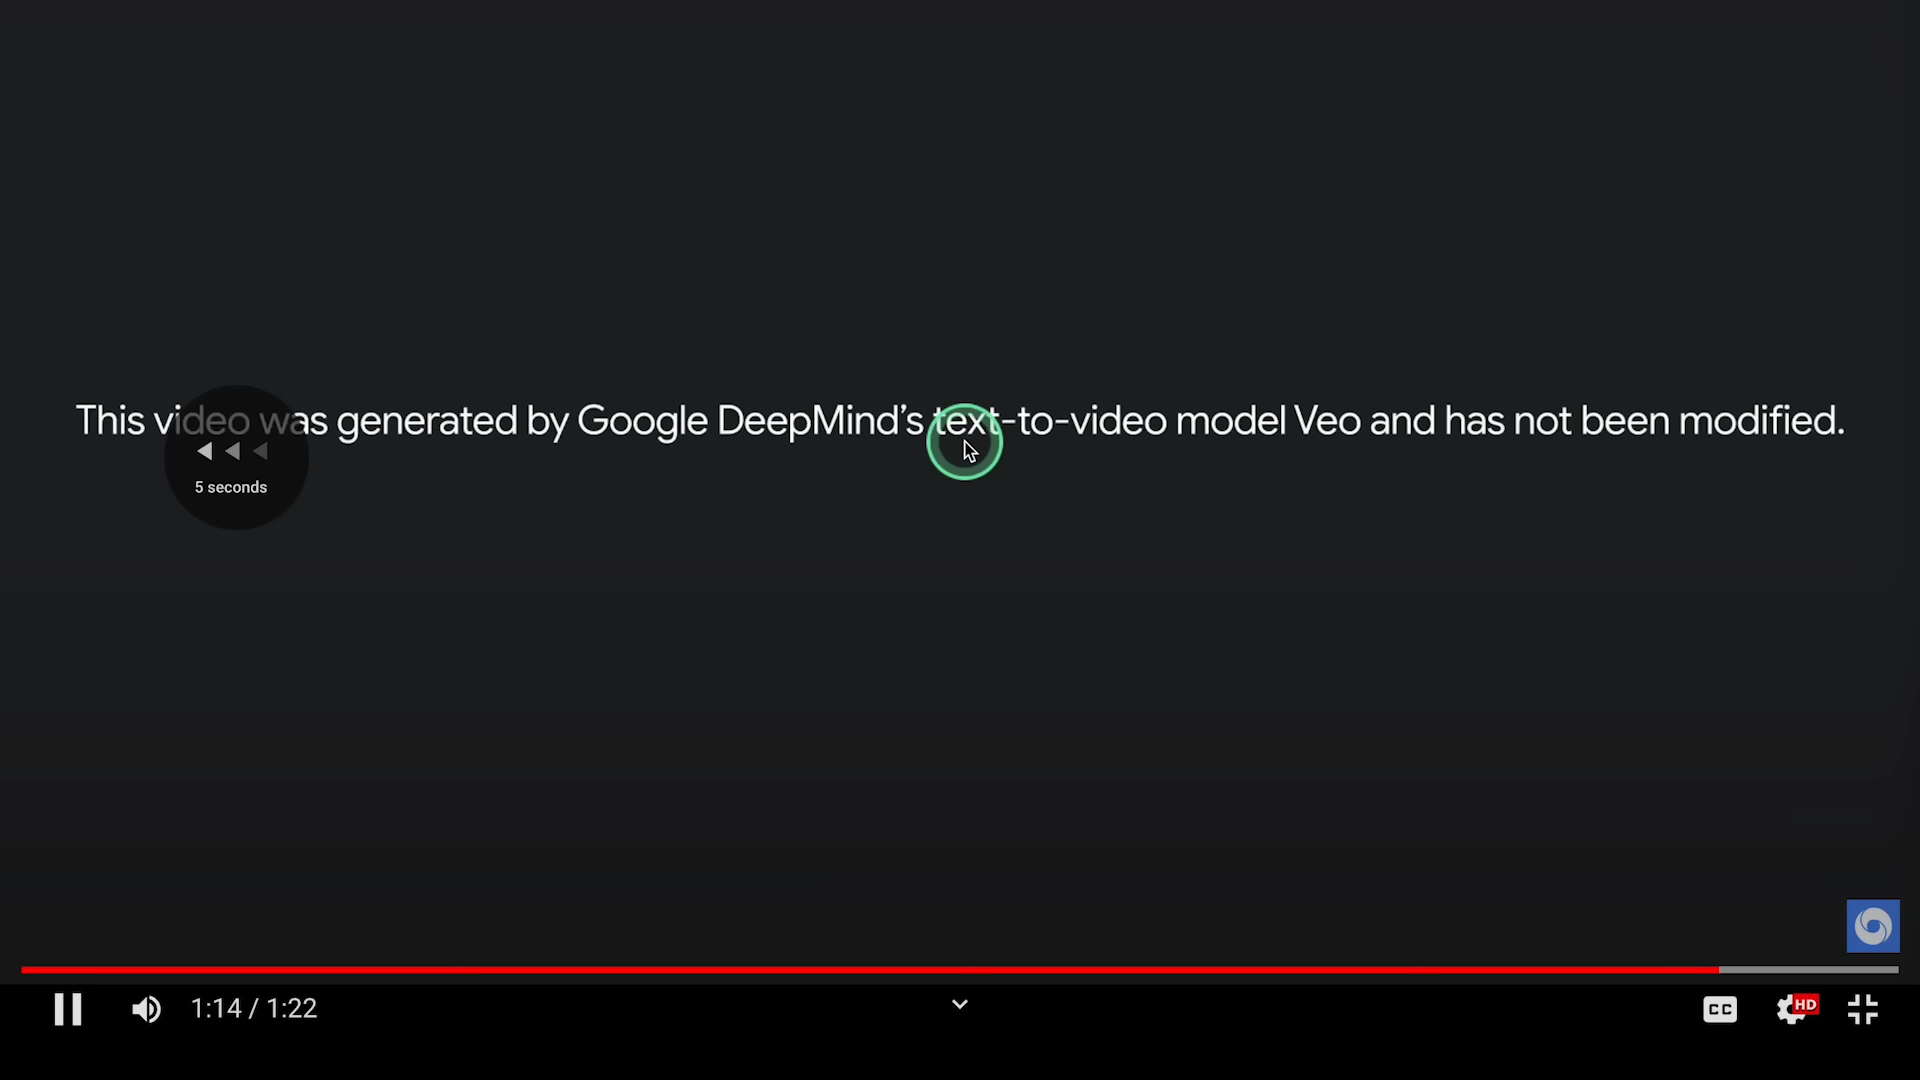 This video was generated by Google DeepMind’s text-to-video model Veo and has not been modified.
5 seconds
1:14 / 1:22
CC
HD